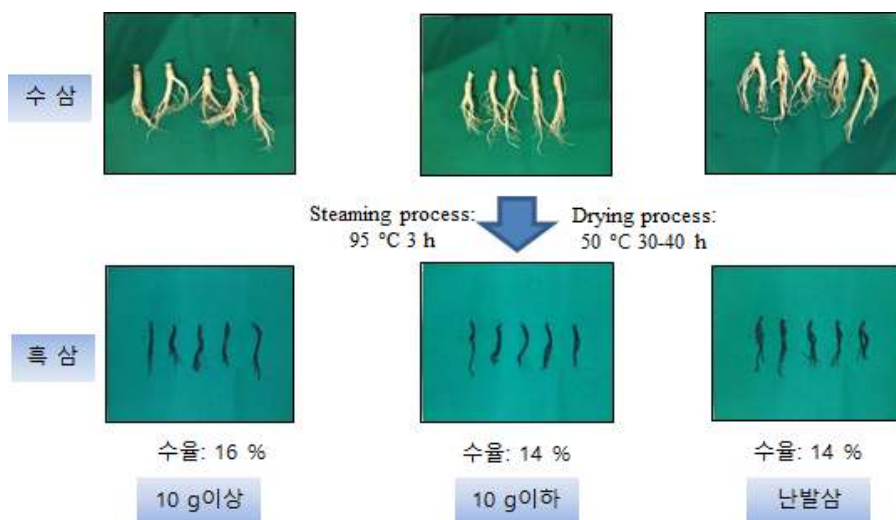 수 삼
Steaming process:
95 °C 3 h
Drying process:
50 °C 30-40 h
흑 삼
수율: 16 %
수율: 14 %
수율: 14 %
10 g이상
10 g이하
난발삼